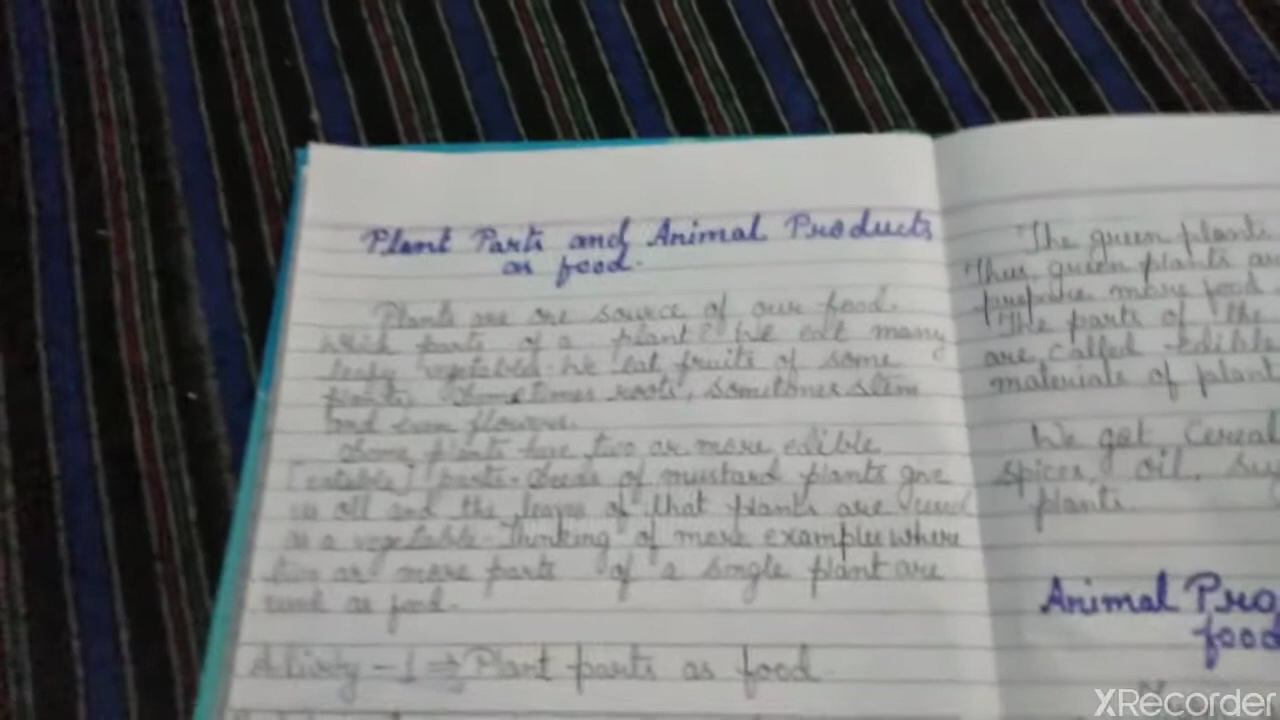 Plant Parts and Animal Products
as food.
Plants are one source of our food.
which parts of a plant? We eat many
leafy vegetables. We eat fruits of some
plants. Sometimes roots, sometimes stem
and even flowers.
Some plants have two or more edible
[eatable] parts. Seeds of mustard plants give
us oil and the leaves of that plants are used
as a vegetable. Thinking of more examples where
two or more parts of a single plant are
used as food.
Activity - 1 ⇒ Plant parts as food
The green plants
Thus, green plants are
prepare more food
The parts of the
are called edible
materials of plant
We get Cereal
spices, oil,
plants.
Animal Pro
food
XRecorder